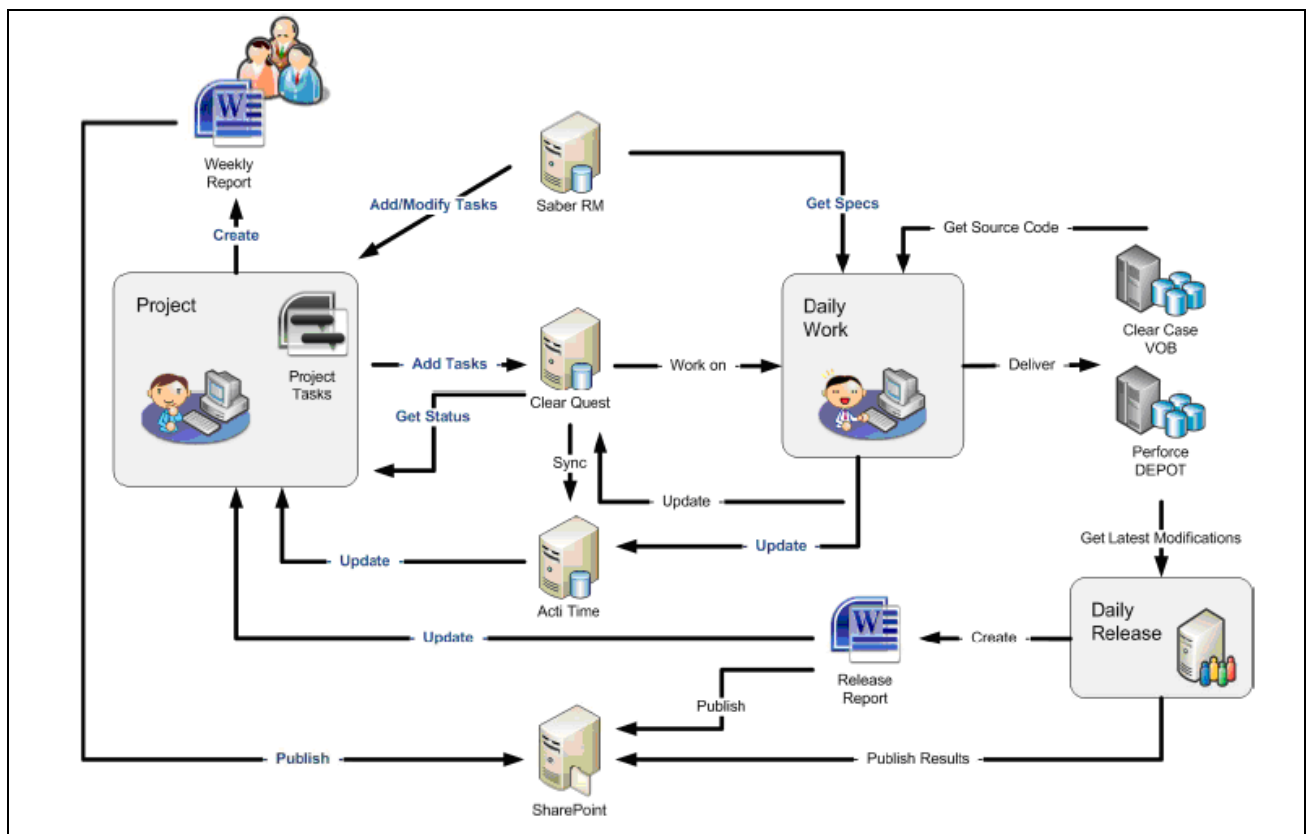 W
Weekly
Report
Saber RM
Add/Modify Tasks
Get Specs
Create
Get Source Code
Project
Project
Tasks
Daily
Work
Clear Case
VOB
Add Tasks
Clear Quest
Work on
Deliver
Get Status
Perforce
DEPOT
Sync
Update
Update
Update
Get Latest Modifications
Acti Time
Daily
Release
W
Update
Create
Release
Report
Publish
Publish
Publish Results
SharePoint